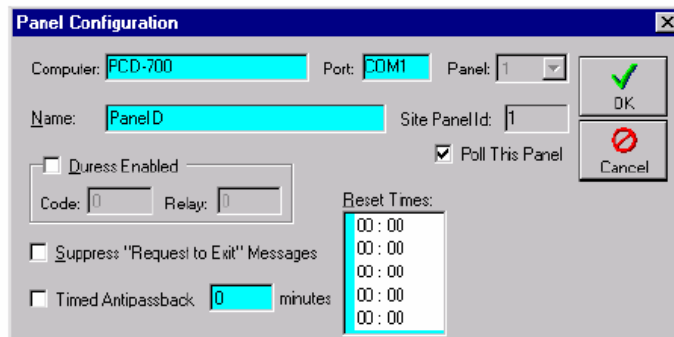 Panel Configuration
Computer: PCD-700 Port: COM1 Panel: 1
OK
Name: PanelD Site Panel Id: 1
Poll This Panel
Cancel
Duress Enabled
Code: 0 Relay: 0
Reset Times:
00 : 00
00 : 00
00 : 00
00 : 00
00 : 00
Suppress "Request to Exit" Messages
Timed Antipassback 0 minutes